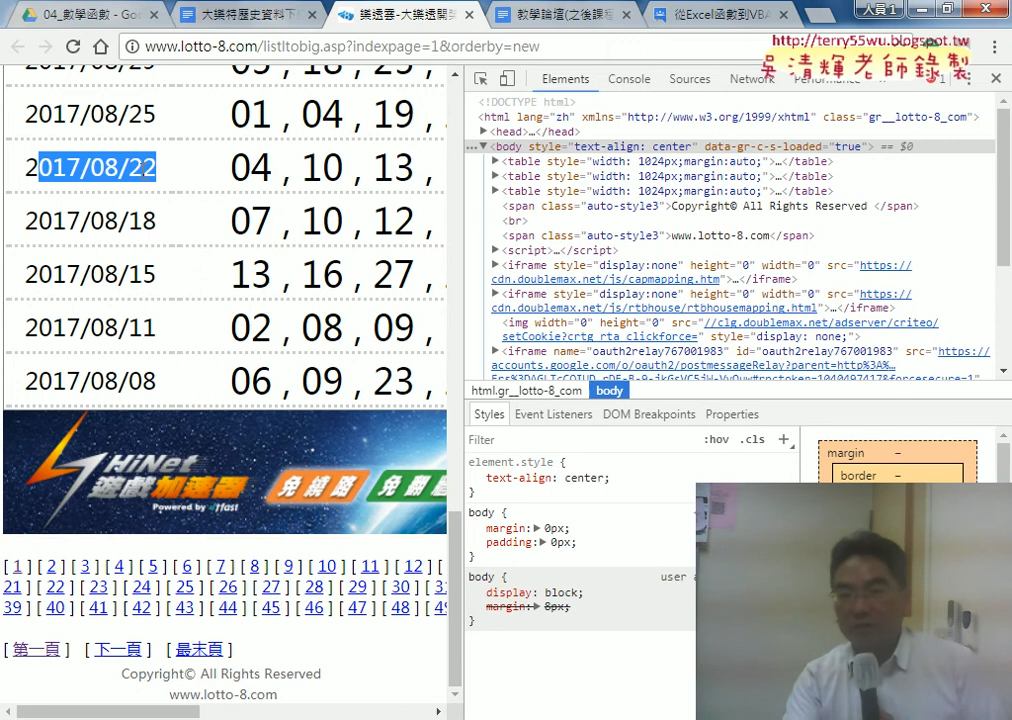 04_數學函數 - Goo
大樂特歷史資料下
樂透雲-大樂透開獎
教學論壇(之後課程
從Excel函數到VBA
人員 1
www.lotto-8.com/listltobig.asp?indexpage=1&orderby=new
http://terry55wu.blogspot.tw
吳清輝老師錄製
Elements Console Sources Network Performance
2017/08/25 01 , 04 , 19 ,
2017/08/22 04 , 10 , 13 ,
2017/08/18 07 , 10 , 12 ,
2017/08/15 13 , 16 , 27 ,
2017/08/11 02 , 08 , 09 ,
2017/08/08 06 , 09 , 23 ,
HiNet
遊戲加速器
Powered by
免繞路
[ 1 ] [ 2 ] [ 3 ] [ 4 ] [ 5 ] [ 6 ] [ 7 ] [ 8 ] [ 9 ] [ 10 ] [ 11 ] [ 12 ]
21 ] [ 22 ] [ 23 ] [ 24 ] [ 25 ] [ 26 ] [ 27 ] [ 28 ] [ 29 ] [ 30 ] [
39 ] [ 40 ] [ 41 ] [ 42 ] [ 43 ] [ 44 ] [ 45 ] [ 46 ] [ 47 ] [ 48 ] [
[ 第一頁 ] [ 下一頁 ] [ 最末頁 ]
Copyright© All Rights Reserved
www.lotto-8.com
<!DOCTYPE html>
<html lang="zh" xmlns="http://www.w3.org/1999/xhtml" class="gr__lotto-8_com">
<head>…</head>
<body style="text-align: center" data-gr-c-s-loaded="true"> == $0
<table style="width: 1024px;margin:auto;">…</table>
<table style="width: 1024px;margin:auto;">…</table>
<table style="width: 1024px;margin:auto;">…</table>
<span class="auto-style3">Copyright© All Rights Reserved </span>
<br>
<span class="auto-style3">www.lotto-8.com</span>
<script>…</script>
<iframe style="display:none" height="0" width="0" src="https://
cdn.doublemax.net/js/capmapping.htm">…</iframe>
<iframe style="display:none" height="0" width="0" src="https://
cdn.doublemax.net/js/rtbhouse/rtbhousemapping.html">…</iframe>
<img width="0" height="0" src="//clg.doublemax.net/adserver/criteo/
setCookie?crtg_rta_clickforce=" style="display: none;">
<iframe name="oauth2relay767001983" id="oauth2relay767001983" src="https://
accounts.google.com/o/oauth2/postmessageRelay?parent=http%3A%…
html.gr__lotto-8_com body
Styles Event Listeners DOM Breakpoints Properties
Filter :hov .cls +
element.style {
text-align: center;
}
body {
margin: 0px;
padding: 0px;
}
body { user a
display: block;
margin: 8px;
}
margin –
border –